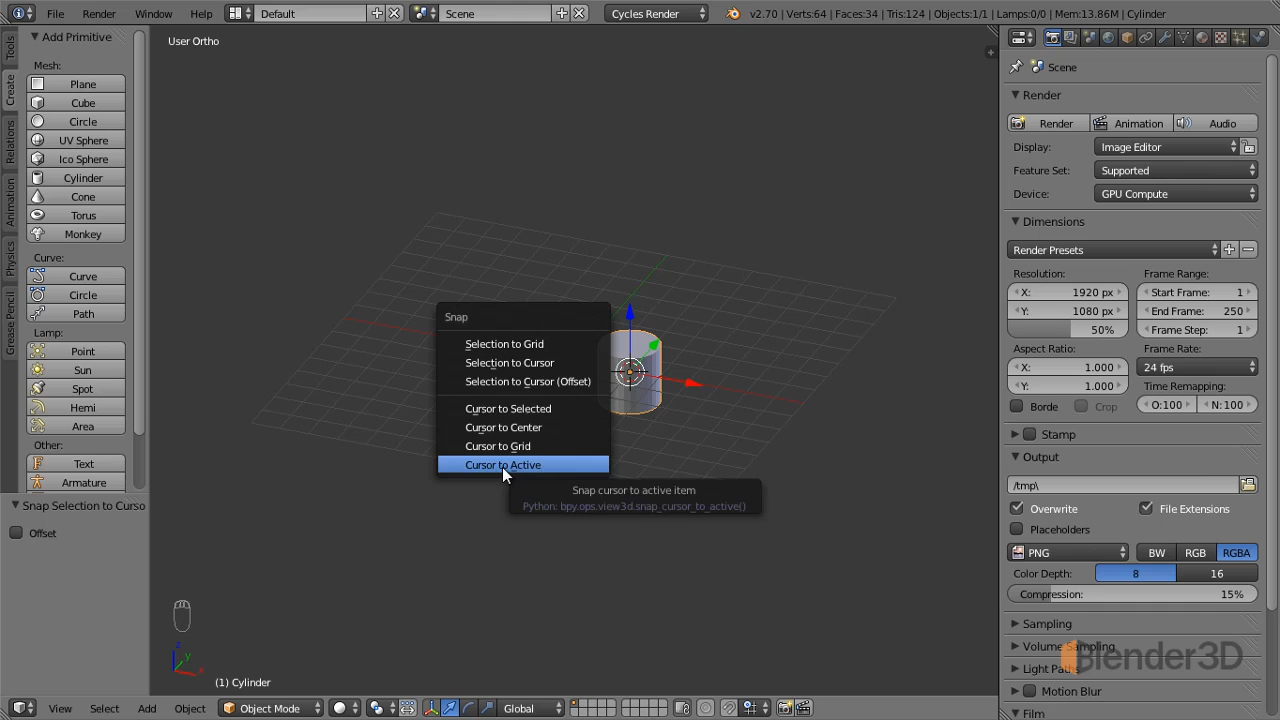 File Render Window Help Default Scene Cycles Render v2.70 | Verts:64 | Faces:34 | Tris:124 | Objects:1/1 | Lamps:0/0 | Mem:13.86M | Cylinder
Tools
Create
Relations
Animation
Physics
Grease Pencil
Add Primitive
Mesh:
Plane
Cube
Circle
UV Sphere
Ico Sphere
Cylinder
Cone
Torus
Monkey
Curve:
Curve
Circle
Path
Lamp:
Point
Sun
Spot
Hemi
Area
Other:
Text
Armature
Snap Selection to Curso
Offset
User Ortho
Snap
Selection to Grid
Selection to Cursor
Selection to Cursor (Offset)
Cursor to Selected
Cursor to Center
Cursor to Grid
Cursor to Active
Snap cursor to active item
Python: bpy.ops.view3d.snap_cursor_to_active()
z
y
x
(1) Cylinder
View Select Add Object Object Mode Global
Scene
Render
Render Animation Audio
Display: Image Editor
Feature Set: Supported
Device: GPU Compute
Dimensions
Render Presets
Resolution: Frame Range:
X: 1920 px Start Frame: 1
Y: 1080 px End Frame: 250
50% Frame Step: 1
Aspect Ratio: Frame Rate:
X: 1.000 24 fps
Y: 1.000 Time Remapping:
Borde Crop O:100 N:100
Stamp
Output
/tmp\
Overwrite File Extensions
Placeholders
PNG BW RGB RGBA
Color Depth: 8 16
Compression: 15%
Sampling
Volume Sampling
Light Paths
Motion Blur
Film
Blender3D